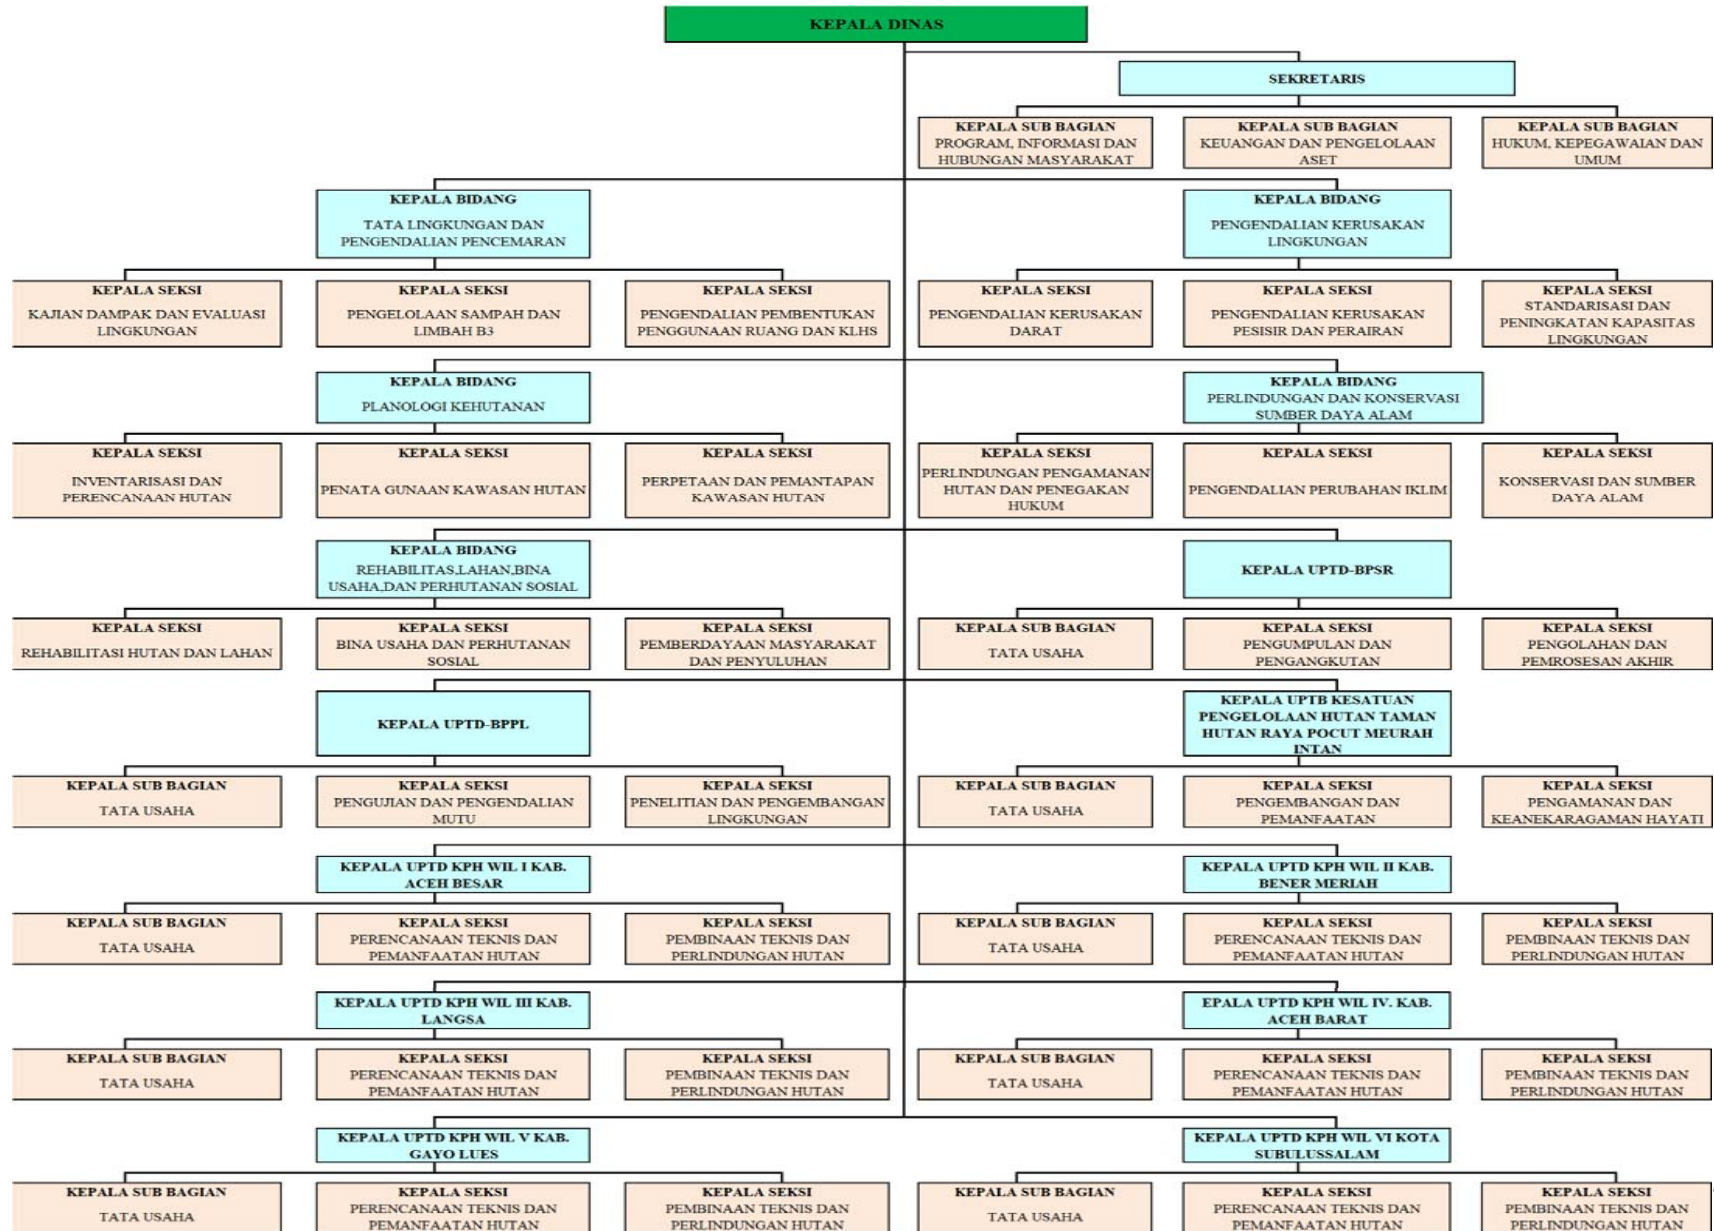 KEPALA DINAS
SEKRETARIS
KEPALA SUB BAGIAN
PROGRAM, INFORMASI DAN
HUBUNGAN MASYARAKAT
KEPALA SUB BAGIAN
KEUANGAN DAN PENGELOLAAN
ASET
KEPALA SUB BAGIAN
HUKUM, KEPEGAWAIAN DAN
UMUM
KEPALA BIDANG
TATA LINGKUNGAN DAN
PENGENDALIAN PENCEMARAN
KEPALA BIDANG
PENGENDALIAN KERUSAKAN
LINGKUNGAN
KEPALA SEKSI
KAJIAN DAMPAK DAN EVALUASI
LINGKUNGAN
KEPALA SEKSI
PENGELOLAAN SAMPAH DAN
LIMBAH B3
KEPALA SEKSI
PENGENDALIAN PEMBENTUKAN
PENGGUNAAN RUANG DAN KLHS
KEPALA SEKSI
PENGENDALIAN KERUSAKAN
DARAT
KEPALA SEKSI
PENGENDALIAN KERUSAKAN
PESISIR DAN PERAIRAN
KEPALA SEKSI
STANDARISASI DAN
PENINGKATAN KAPASITAS
LINGKUNGAN
KEPALA BIDANG
PLANOLOGI KEHUTANAN
KEPALA BIDANG
PERLINDUNGAN DAN KONSERVASI
SUMBER DAYA ALAM
KEPALA SEKSI
INVENTARISASI DAN
PERENCANAAN HUTAN
KEPALA SEKSI
PENATA GUNAAN KAWASAN HUTAN
KEPALA SEKSI
PERPETAAN DAN PEMANTAPAN
KAWASAN HUTAN
KEPALA SEKSI
PERLINDUNGAN PENGAMANAN
HUTAN DAN PENEGAKAN
HUKUM
KEPALA SEKSI
PENGENDALIAN PERUBAHAN IKLIM
KEPALA SEKSI
KONSERVASI DAN SUMBER
DAYA ALAM
KEPALA BIDANG
REHABILITAS,LAHAN,BINA
USAHA,DAN PERHUTANAN SOSIAL
KEPALA UPTD-BPSR
KEPALA SEKSI
REHABILITASI HUTAN DAN LAHAN
KEPALA SEKSI
BINA USAHA DAN PERHUTANAN
SOSIAL
KEPALA SEKSI
PEMBERDAYAAN MASYARAKAT
DAN PENYULUHAN
KEPALA SUB BAGIAN
TATA USAHA
KEPALA SEKSI
PENGUMPULAN DAN
PENGANGKUTAN
KEPALA SEKSI
PENGOLAHAN DAN
PEMROSESAN AKHIR
KEPALA UPTD-BPPL
KEPALA UPTB KESATUAN
PENGELOLAAN HUTAN TAMAN
HUTAN RAYA POCUT MEURAH
INTAN
KEPALA SUB BAGIAN
TATA USAHA
KEPALA SEKSI
PENGUJIAN DAN PENGENDALIAN
MUTU
KEPALA SEKSI
PENELITIAN DAN PENGEMBANGAN
LINGKUNGAN
KEPALA SUB BAGIAN
TATA USAHA
KEPALA SEKSI
PENGEMBANGAN DAN
PEMANFAATAN
KEPALA SEKSI
PENGAMANAN DAN
KEANEKARAGAMAN HAYATI
KEPALA UPTD KPH WIL I KAB.
ACEH BESAR
KEPALA UPTD KPH WIL II KAB.
BENER MERIAH
KEPALA SUB BAGIAN
TATA USAHA
KEPALA SEKSI
PERENCANAAN TEKNIS DAN
PEMANFAATAN HUTAN
KEPALA SEKSI
PEMBINAAN TEKNIS DAN
PERLINDUNGAN HUTAN
KEPALA SUB BAGIAN
TATA USAHA
KEPALA SEKSI
PERENCANAAN TEKNIS DAN
PEMANFAATAN HUTAN
KEPALA SEKSI
PEMBINAAN TEKNIS DAN
PERLINDUNGAN HUTAN
KEPALA UPTD KPH WIL III KAB.
LANGSA
EPALA UPTD KPH WIL IV. KAB.
ACEH BARAT
KEPALA SUB BAGIAN
TATA USAHA
KEPALA SEKSI
PERENCANAAN TEKNIS DAN
PEMANFAATAN HUTAN
KEPALA SEKSI
PEMBINAAN TEKNIS DAN
PERLINDUNGAN HUTAN
KEPALA SUB BAGIAN
TATA USAHA
KEPALA SEKSI
PERENCANAAN TEKNIS DAN
PEMANFAATAN HUTAN
KEPALA SEKSI
PEMBINAAN TEKNIS DAN
PERLINDUNGAN HUTAN
KEPALA UPTD KPH WIL V KAB.
GAYO LUES
KEPALA UPTD KPH WIL VI KOTA
SUBULUSSALAM
KEPALA SUB BAGIAN
TATA USAHA
KEPALA SEKSI
PERENCANAAN TEKNIS DAN
PEMANFAATAN HUTAN
KEPALA SEKSI
PEMBINAAN TEKNIS DAN
PERLINDUNGAN HUTAN
KEPALA SUB BAGIAN
TATA USAHA
KEPALA SEKSI
PERENCANAAN TEKNIS DAN
PEMANFAATAN HUTAN
KEPALA SEKSI
PEMBINAAN TEKNIS DAN
PERLINDUNGAN HUTAN